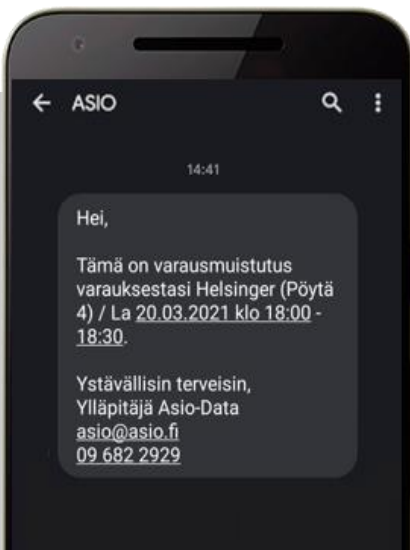 ASIO
14:41
Hei,
Tämä on varausmuistutus
varauksestasi Helsinger (Pöytä
4) / La 20.03.2021 klo 18:00 -
18:30.
Ystävällisin terveisin,
Ylläpitäjä Asio-Data
asio@asio.fi
09 682 2929